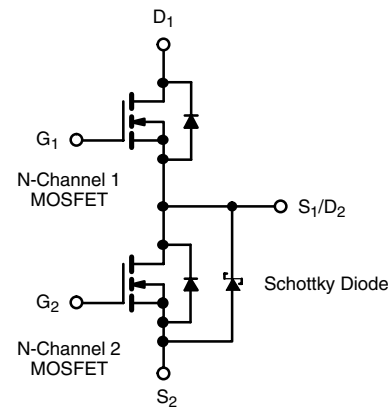 D1
G1
N-Channel 1
MOSFET
S1/D2
G2
Schottky Diode
N-Channel 2
MOSFET
S2